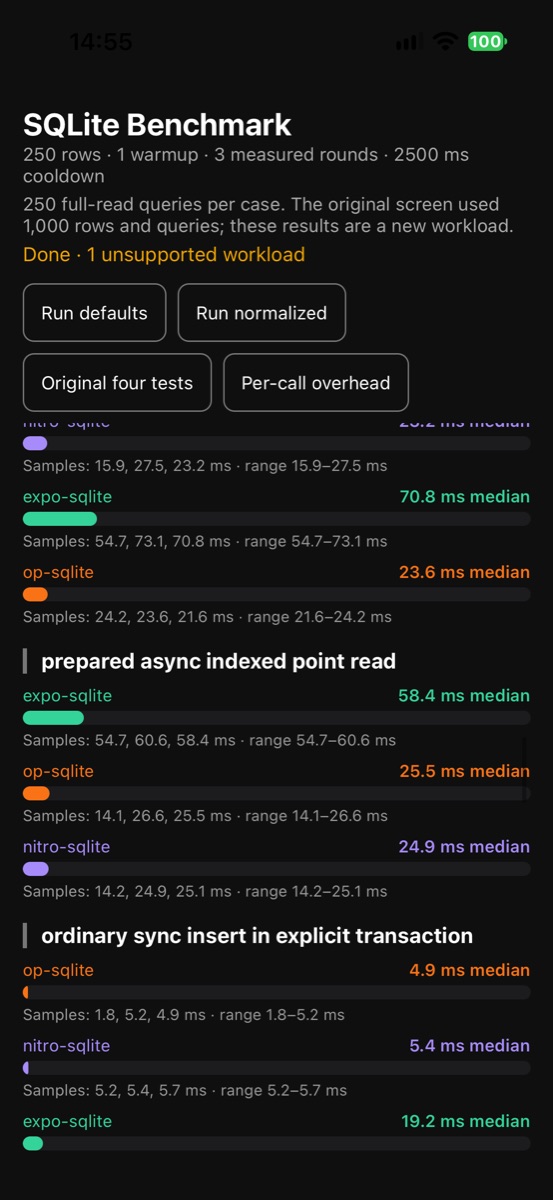 14:55
100
SQLite Benchmark
250 rows · 1 warmup · 3 measured rounds · 2500 ms
cooldown
250 full-read queries per case. The original screen used
1,000 rows and queries; these results are a new workload.
Done · 1 unsupported workload
Run defaults
Run normalized
Original four tests
Per-call overhead
nitro-sqlite 23.2 ms median
Samples: 15.9, 27.5, 23.2 ms · range 15.9–27.5 ms
expo-sqlite 70.8 ms median
Samples: 54.7, 73.1, 70.8 ms · range 54.7–73.1 ms
op-sqlite 23.6 ms median
Samples: 24.2, 23.6, 21.6 ms · range 21.6–24.2 ms
prepared async indexed point read
expo-sqlite 58.4 ms median
Samples: 54.7, 60.6, 58.4 ms · range 54.7–60.6 ms
op-sqlite 25.5 ms median
Samples: 14.1, 26.6, 25.5 ms · range 14.1–26.6 ms
nitro-sqlite 24.9 ms median
Samples: 14.2, 24.9, 25.1 ms · range 14.2–25.1 ms
ordinary sync insert in explicit transaction
op-sqlite 4.9 ms median
Samples: 1.8, 5.2, 4.9 ms · range 1.8–5.2 ms
nitro-sqlite 5.4 ms median
Samples: 5.2, 5.4, 5.7 ms · range 5.2–5.7 ms
expo-sqlite 19.2 ms median